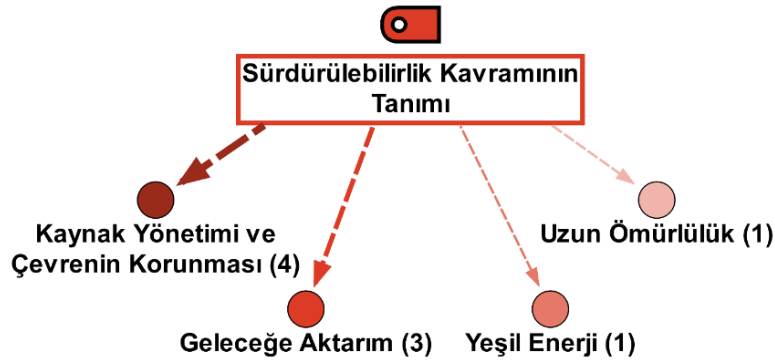 Sürdürülebilirlik Kavramının
Tanımı
Kaynak Yönetimi ve
Çevrenin Korunması (4)
Uzun Ömürlülük (1)
Geleceğe Aktarım (3)
Yeşil Enerji (1)